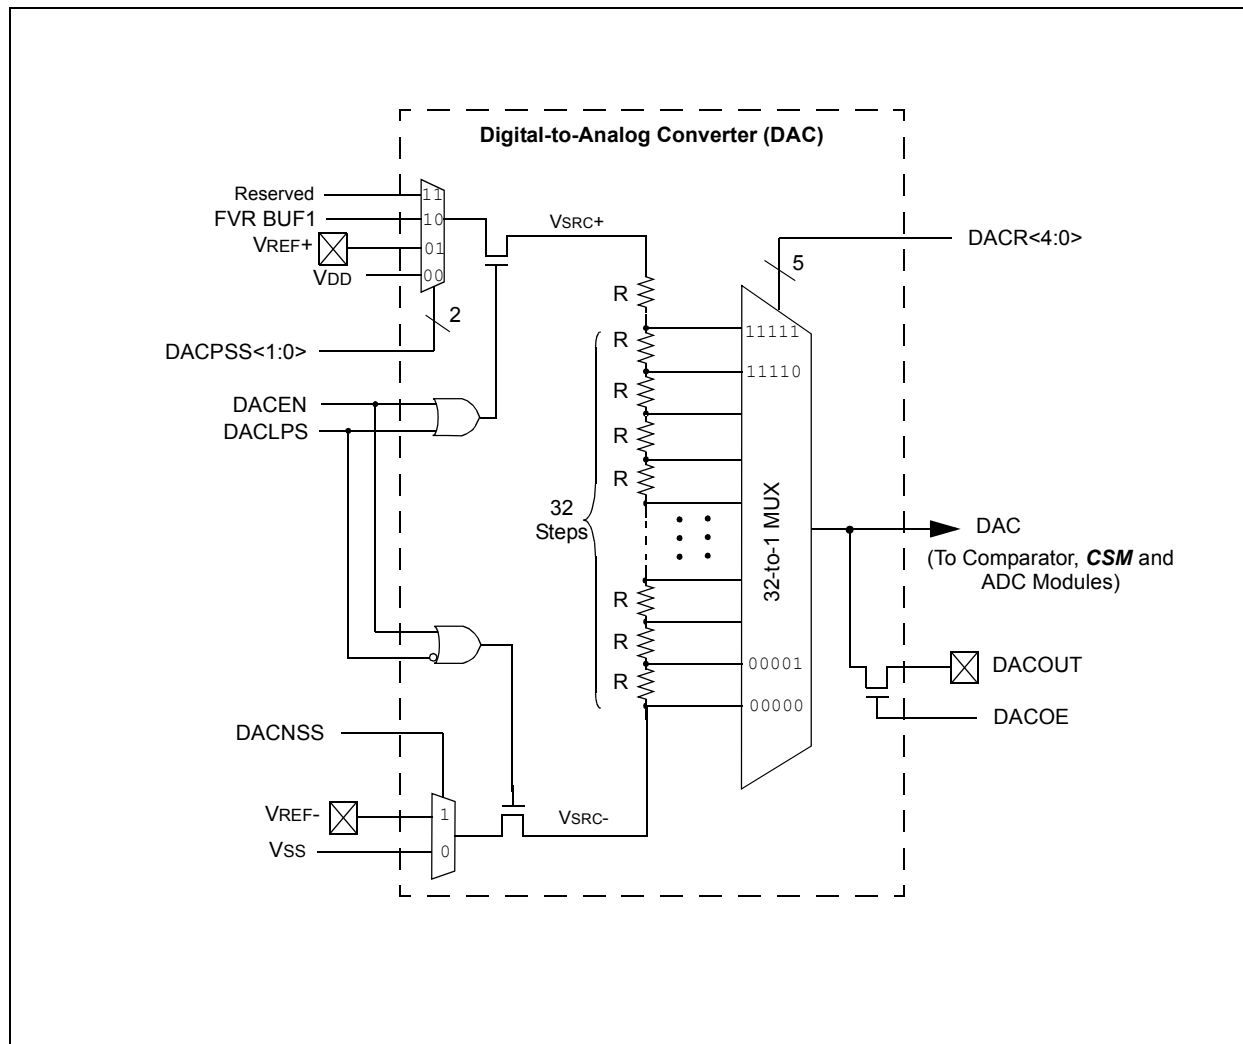 Digital-to-Analog Converter (DAC)
Reserved
11
FVR BUF1
10
VREF+
01
VDD
00
VSRC+
DACR<4:0>
5
2
DACPSS<1:0>
DACEN
DACLPS
R
R
R
R
R
11111
11110
32
Steps
32-to-1 MUX
DAC
(To Comparator, CSM and
ADC Modules)
R
R
R
00001
00000
DACOUT
DACOE
DACNSS
VREF-
1
VSS
0
VSRC-